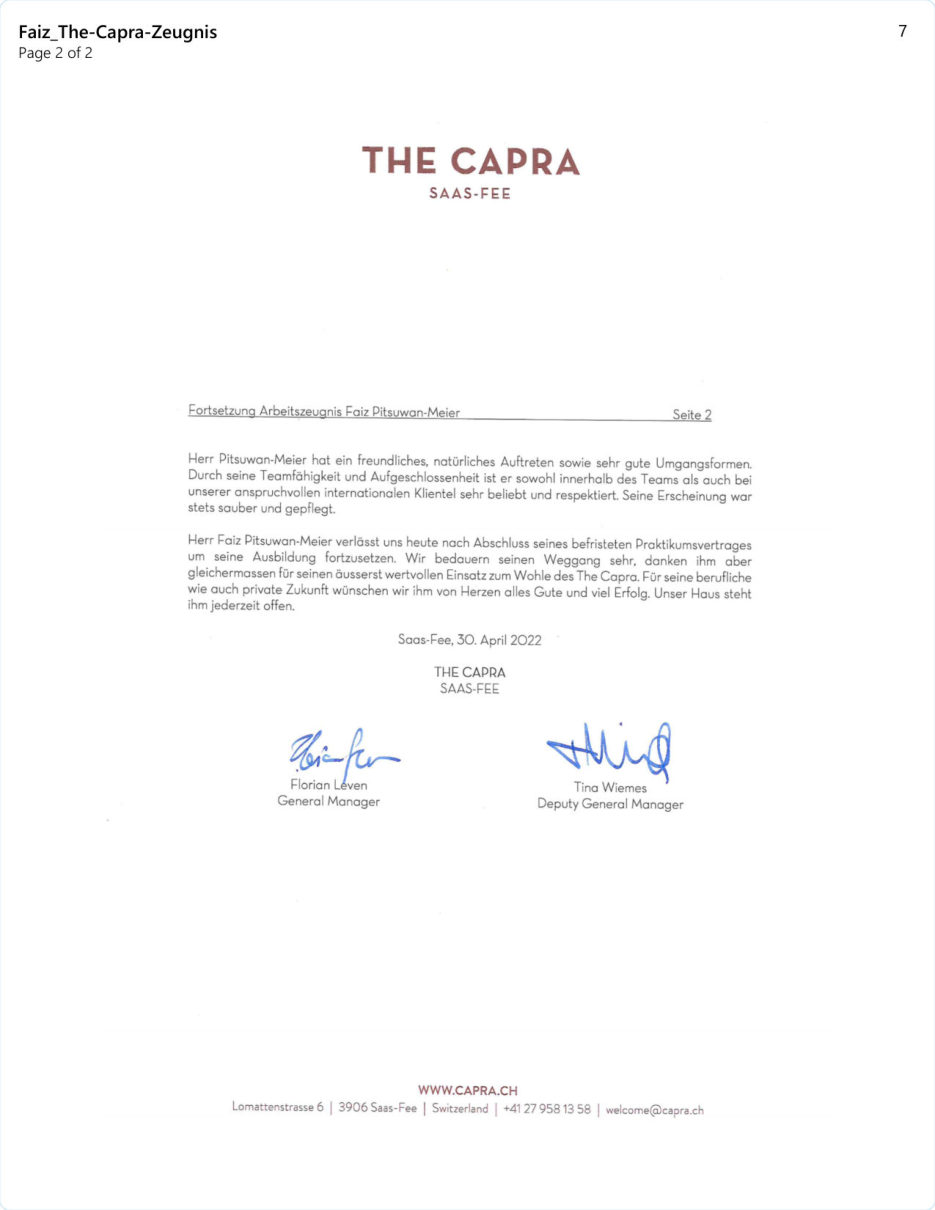 Faiz_The-Capra-Zeugnis
7
Page 2 of 2
THE CAPRA
SAAS-FEE
Fortsetzung Arbeitszeugnis Faiz Pitsuwan-Meier Seite 2
Herr Pitsuwan-Meier hat ein freundliches, natürliches Auftreten sowie sehr gute Umgangsformen.
Durch seine Teamfähigkeit und Aufgeschlossenheit ist er sowohl innerhalb des Teams als auch bei
unserer anspruchvollen internationalen Klientel sehr beliebt und respektiert. Seine Erscheinung war
stets sauber und gepflegt.
Herr Faiz Pitsuwan-Meier verlässt uns heute nach Abschluss seines befristeten Praktikumsvertrages
um seine Ausbildung fortzusetzen. Wir bedauern seinen Weggang sehr, danken ihm aber
gleichermassen für seinen äusserst wertvollen Einsatz zum Wohle des The Capra. Für seine berufliche
wie auch private Zukunft wünschen wir ihm von Herzen alles Gute und viel Erfolg. Unser Haus steht
ihm jederzeit offen.
Saas-Fee, 30. April 2022
THE CAPRA
SAAS-FEE
Florian Léven
General Manager
Tina Wiemes
Deputy General Manager
WWW.CAPRA.CH
Lomattenstrasse 6 | 3906 Saas-Fee | Switzerland | +41 27 958 13 58 | welcome@capra.ch